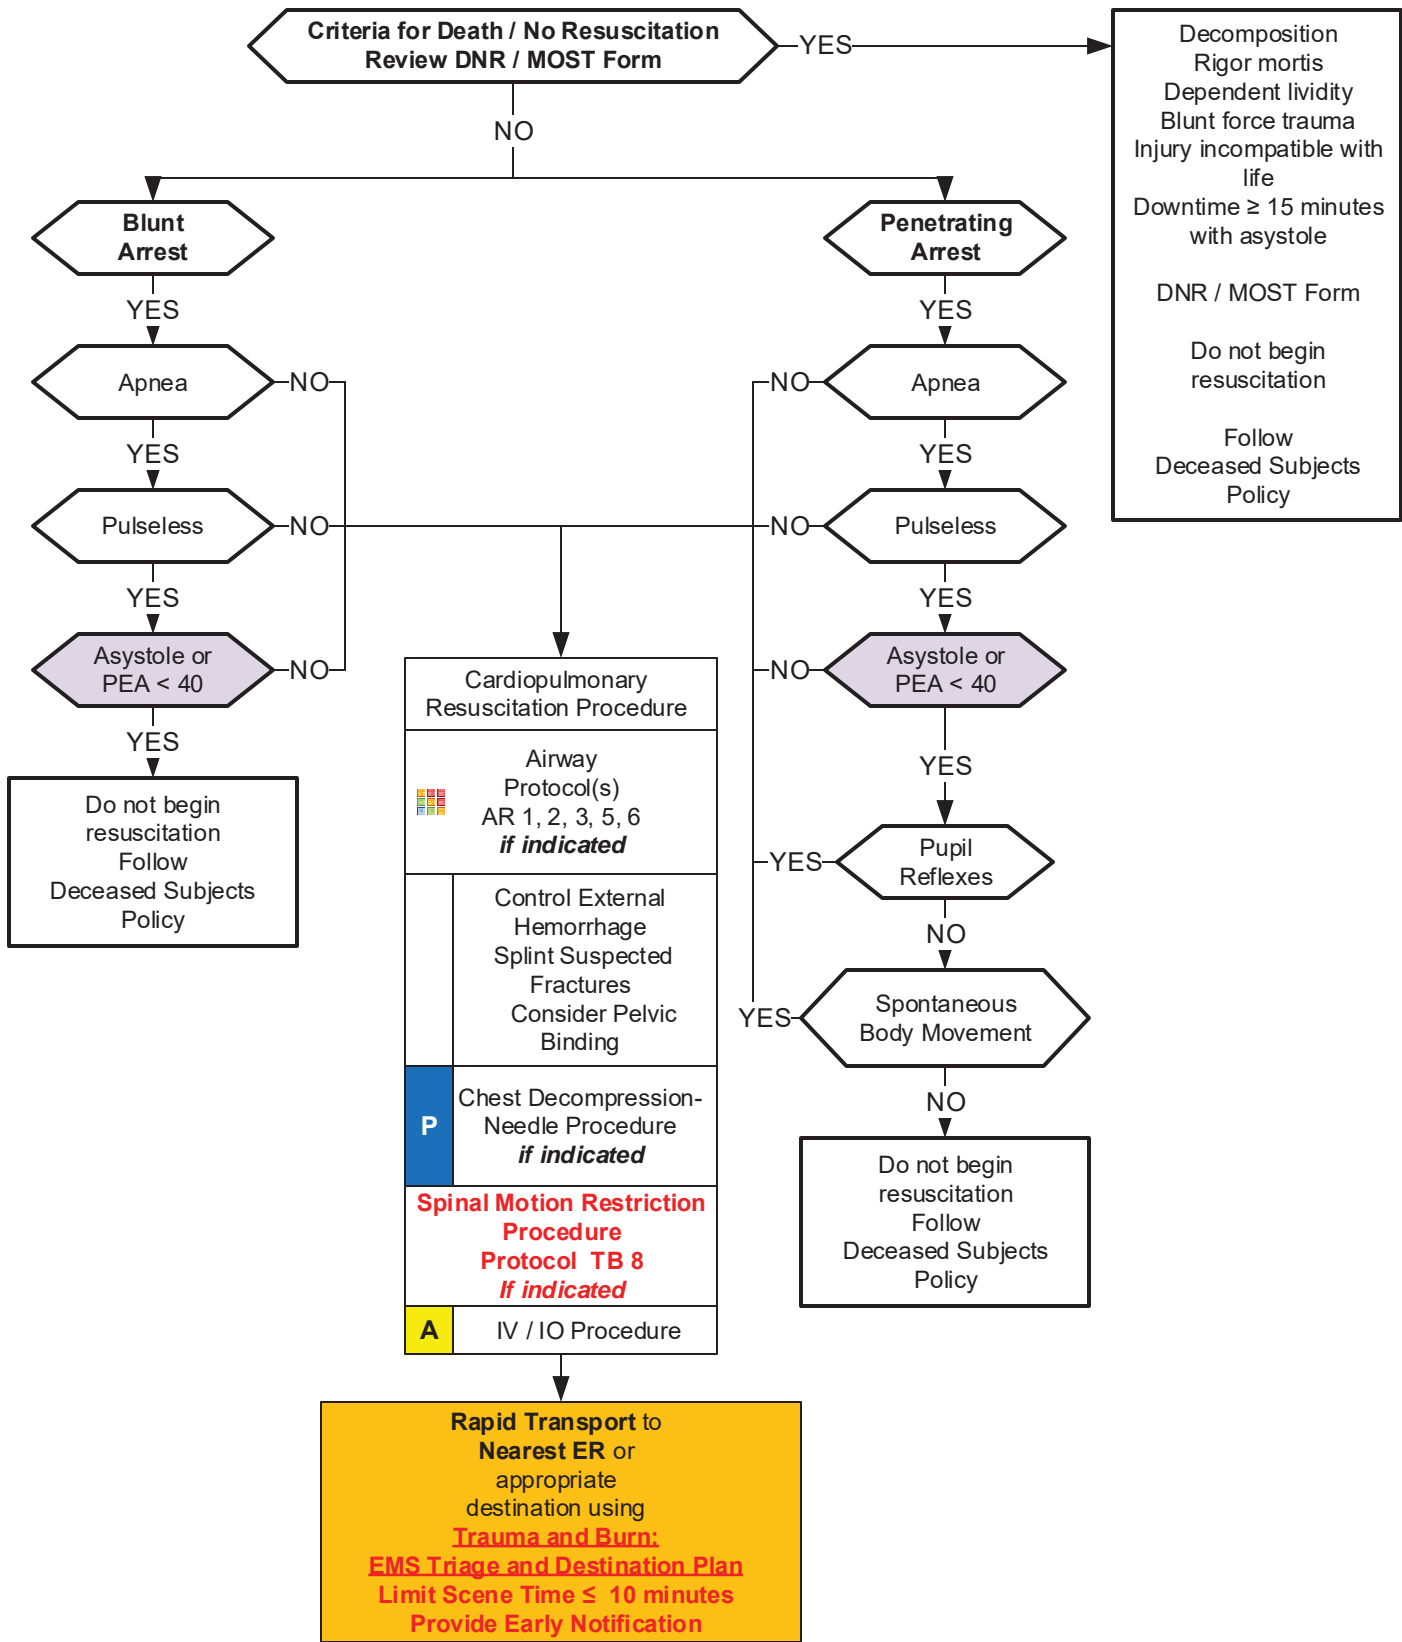 Criteria for Death / No Resuscitation
Review DNR / MOST Form
YES
Decomposition
Rigor mortis
Dependent lividity
Blunt force trauma
Injury incompatible with
life
Downtime ≥ 15 minutes
with asystole
DNR / MOST Form
Do not begin
resuscitation
Follow
Deceased Subjects
Policy
NO
Blunt
Arrest
YES
Apnea
NO
YES
Pulseless
NO
YES
Asystole or
PEA < 40
NO
YES
Do not begin
resuscitation
Follow
Deceased Subjects
Policy
Penetrating
Arrest
YES
Apnea
NO
YES
Pulseless
NO
YES
Asystole or
PEA < 40
NO
YES
Pupil
Reflexes
YES
NO
Spontaneous
Body Movement
YES
NO
Do not begin
resuscitation
Follow
Deceased Subjects
Policy
Cardiopulmonary
Resuscitation Procedure
Airway
Protocol(s)
AR 1, 2, 3, 5, 6
if indicated
Control External
Hemorrhage
Splint Suspected
Fractures
Consider Pelvic
Binding
P
Chest Decompression-
Needle Procedure
if indicated
Spinal Motion Restriction
Procedure
Protocol TB 8
If indicated
A
IV / IO Procedure
Rapid Transport to
Nearest ER or
appropriate
destination using
Trauma and Burn:
EMS Triage and Destination Plan
Limit Scene Time ≤ 10 minutes
Provide Early Notification